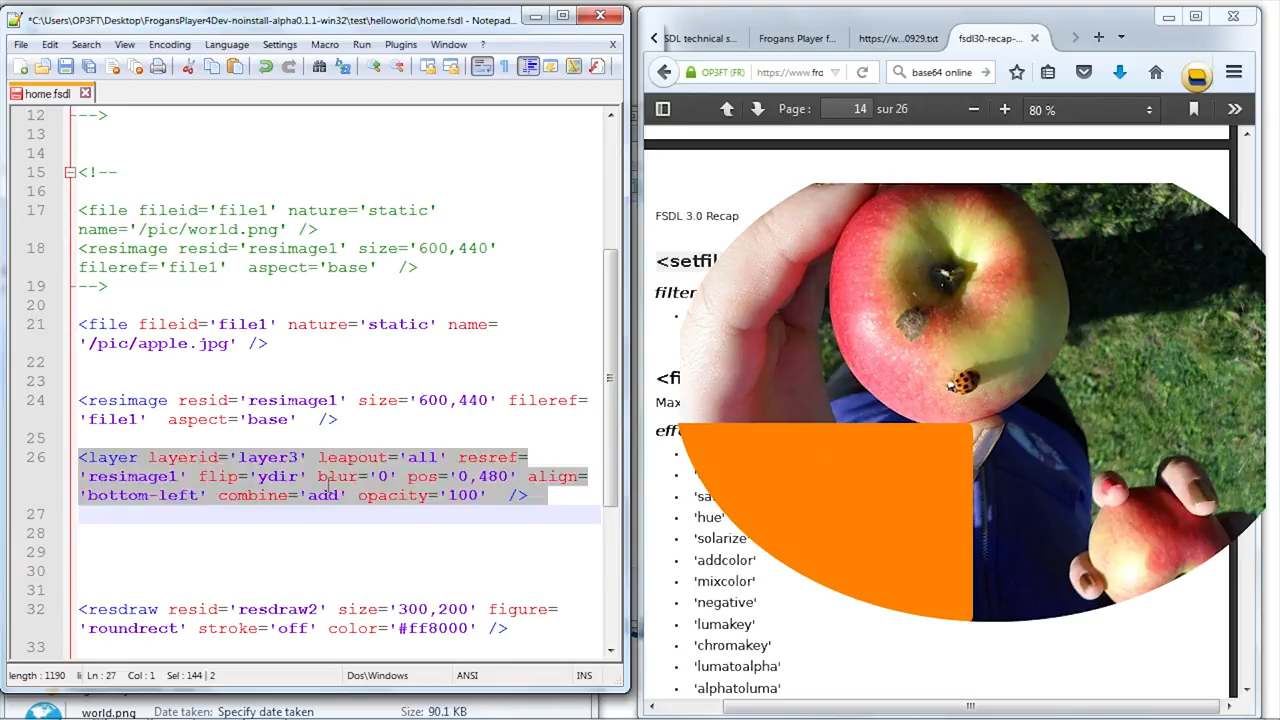 *C:\Users\OP3FT\Desktop\FrogansPlayer4Dev-noinstall-alpha0.1.1-win32\test\helloworld\home.fsdl - Notepad...
File Edit Search View Encoding Language Settings Macro Run Plugins Window ? X
home.fsdl
12 -->
13
14
15 <!--
16
17 <file fileid='file1' nature='static'
name='/pic/world.png' />
18 <resimage resid='resimage1' size='600,440'
fileref='file1' aspect='base' />
19 -->
20
21 <file fileid='file1' nature='static' name=
'/pic/apple.jpg' />
22
23
24 <resimage resid='resimage1' size='600,440' fileref=
'file1' aspect='base' />
25
26 <layer layerid='layer3' leapout='all' resref=
'resimage1' flip='ydir' blur='0' pos='0,480' align=
'bottom-left' combine='add' opacity='100' />
27
28
29
30
31
32 <resdraw resid='resdraw2' size='300,200' figure=
'roundrect' stroke='off' color='#ff8000' />
33
length : 1190 li Ln : 27 Col : 1 Sel : 144 | 2 Dos\Windows ANSI INS
world.png Date taken: Specify date taken Size: 90.1 KB
SDL technical s... Frogans Player f... https://w...0929.txt fsdl30-recap-...
OP3FT (FR) https://www.fro base64 online
Page : 14 sur 26 80 %
FSDL 3.0 Recap
<setfil
filter
<f
Max
effe
sa
'hue'
'solarize'
'addcolor'
'mixcolor'
'negative'
'lumakey'
'chromakey'
'lumatoalpha'
'alphatoluma'